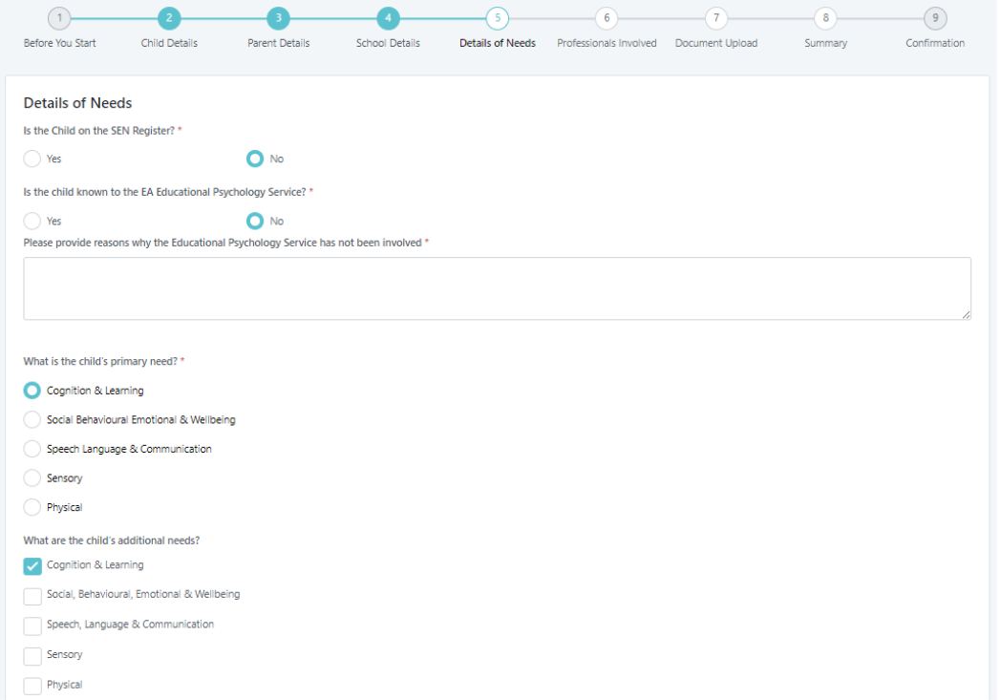 1 2 3 4 5 6 7 8 9
Before You Start Child Details Parent Details School Details Details of Needs Professionals Involved Document Upload Summary Confirmation
Details of Needs
Is the Child on the SEN Register? *
Yes No
Is the child known to the EA Educational Psychology Service? *
Yes No
Please provide reasons why the Educational Psychology Service has not been involved *
What is the child's primary need? *
Cognition & Learning
Social Behavioural Emotional & Wellbeing
Speech Language & Communication
Sensory
Physical
What are the child's additional needs?
Cognition & Learning
Social, Behavioural, Emotional & Wellbeing
Speech, Language & Communication
Sensory
Physical